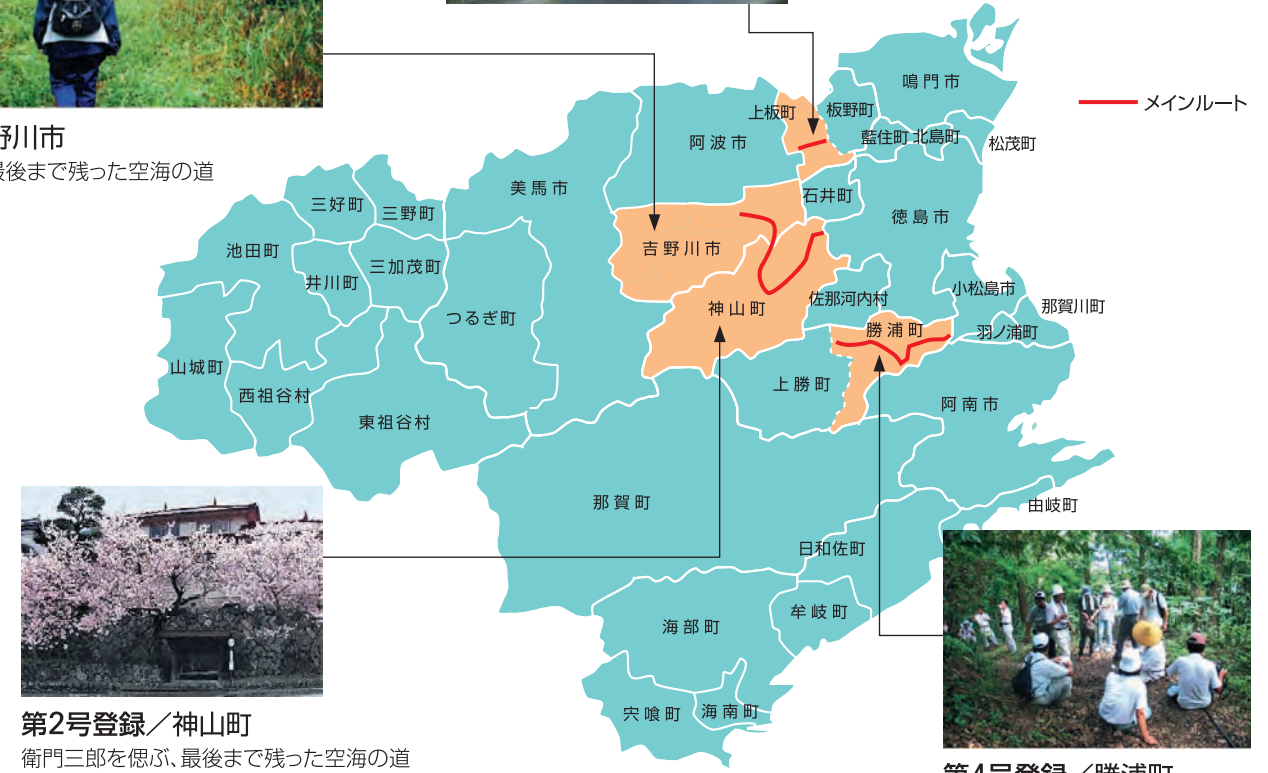 野川市
最後まで残った空海の道
メインルート
鳴門市
上板町
板野町
藍住町
北島町
松茂町
阿波市
石井町
徳島市
美馬市
三好町
三野町
池田町
吉野川市
三加茂町
井川町
神山町
佐那河内村
小松島市
那賀川町
つるぎ町
勝浦町
羽ノ浦町
山城町
西祖谷村
上勝町
阿南市
東祖谷村
那賀町
由岐町
日和佐町
牟岐町
海部町
宍喰町
海南町
第2号登録／神山町
衛門三郎を偲ぶ、最後まで残った空海の道
第4号登録／勝浦町